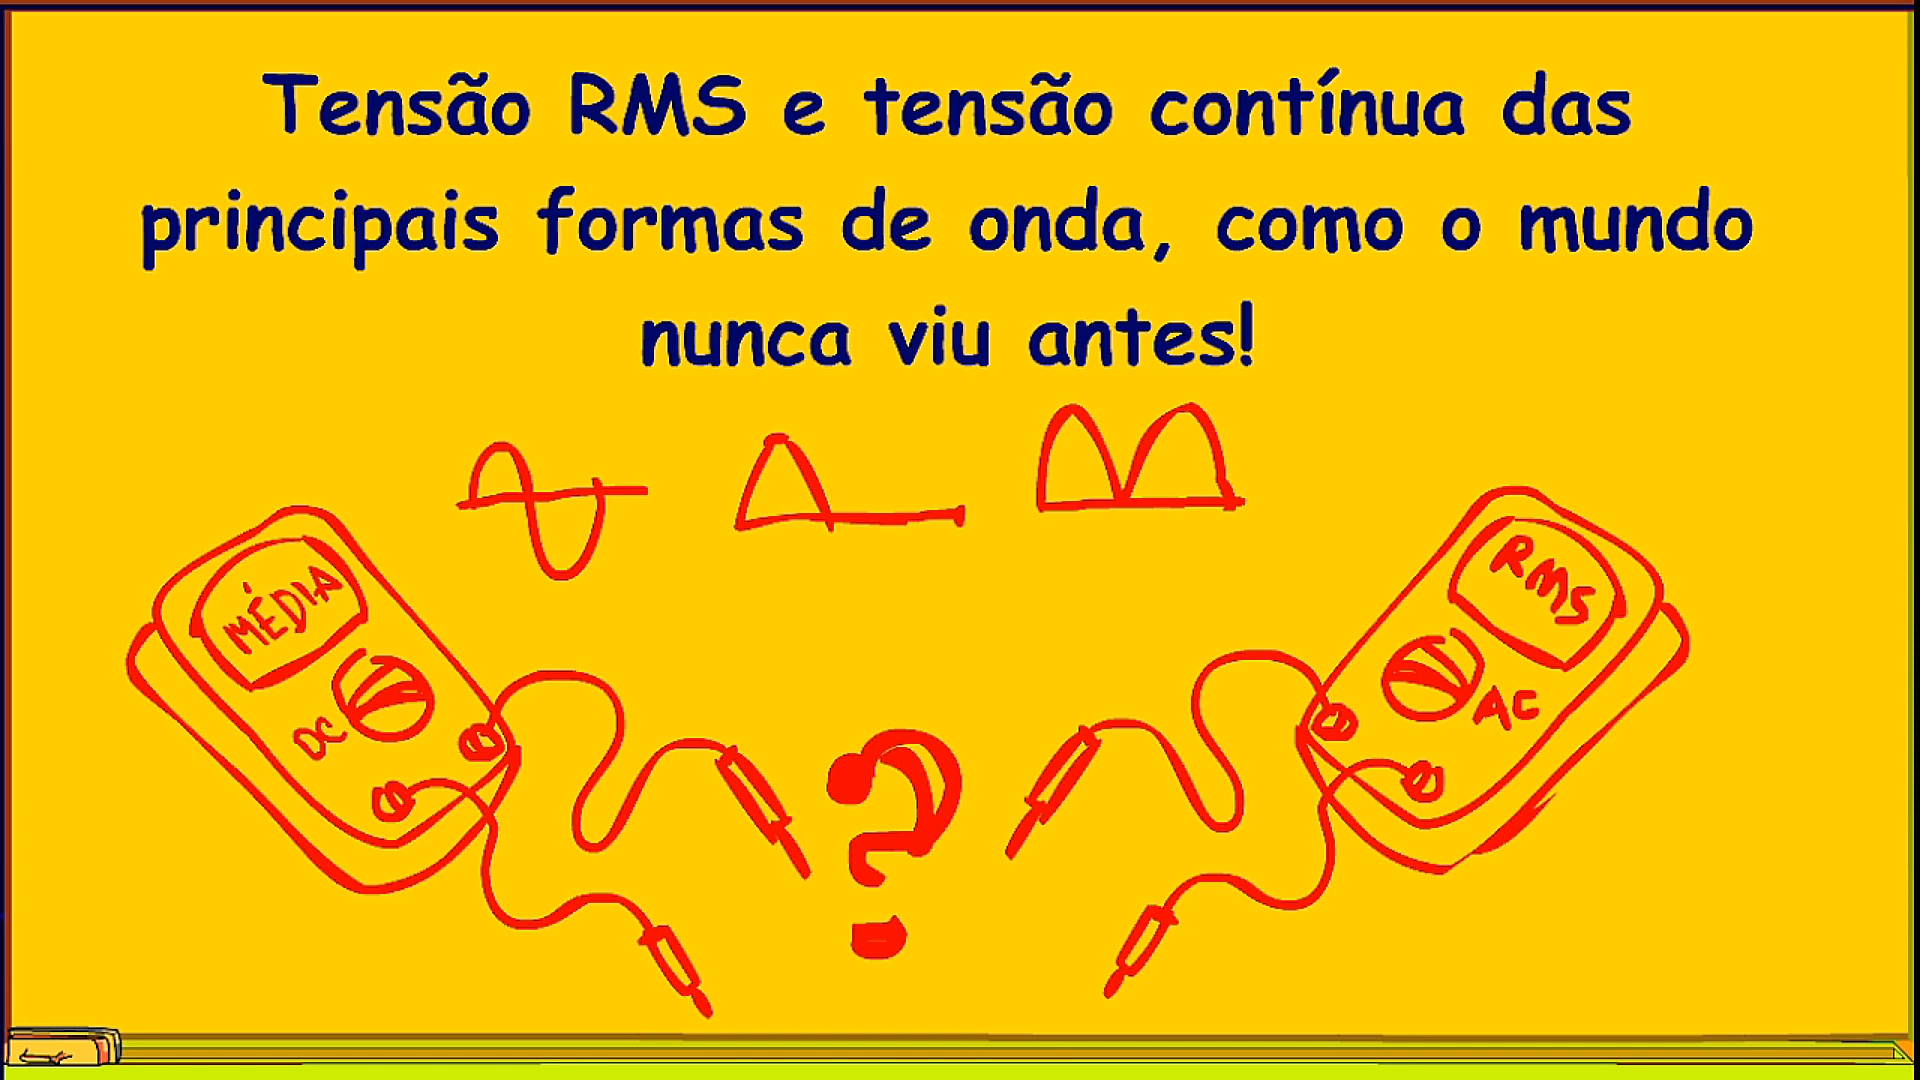 Tensão RMS e tensão contínua das
principais formas de onda, como o mundo
nunca viu antes!
MÉDIA
DC
?
RMS
AC